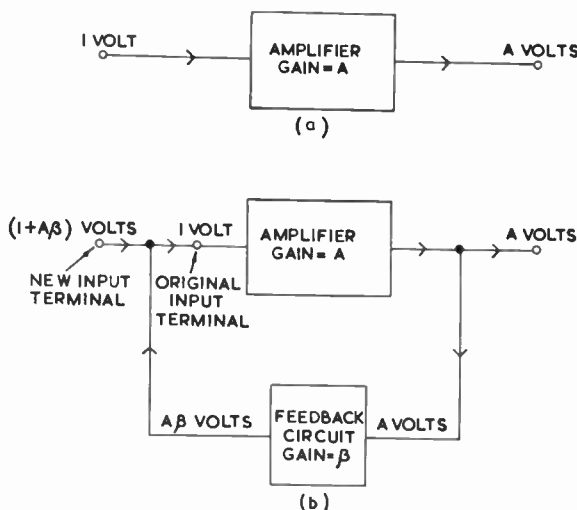 1 VOLT
AMPLIFIER
GAIN = A
A VOLTS
(a)
(1+Aβ) VOLTS
1 VOLT
AMPLIFIER
GAIN = A
A VOLTS
NEW INPUT
TERMINAL
ORIGINAL
INPUT
TERMINAL
Aβ VOLTS
FEEDBACK
CIRCUIT
GAIN=β
A VOLTS
(b)